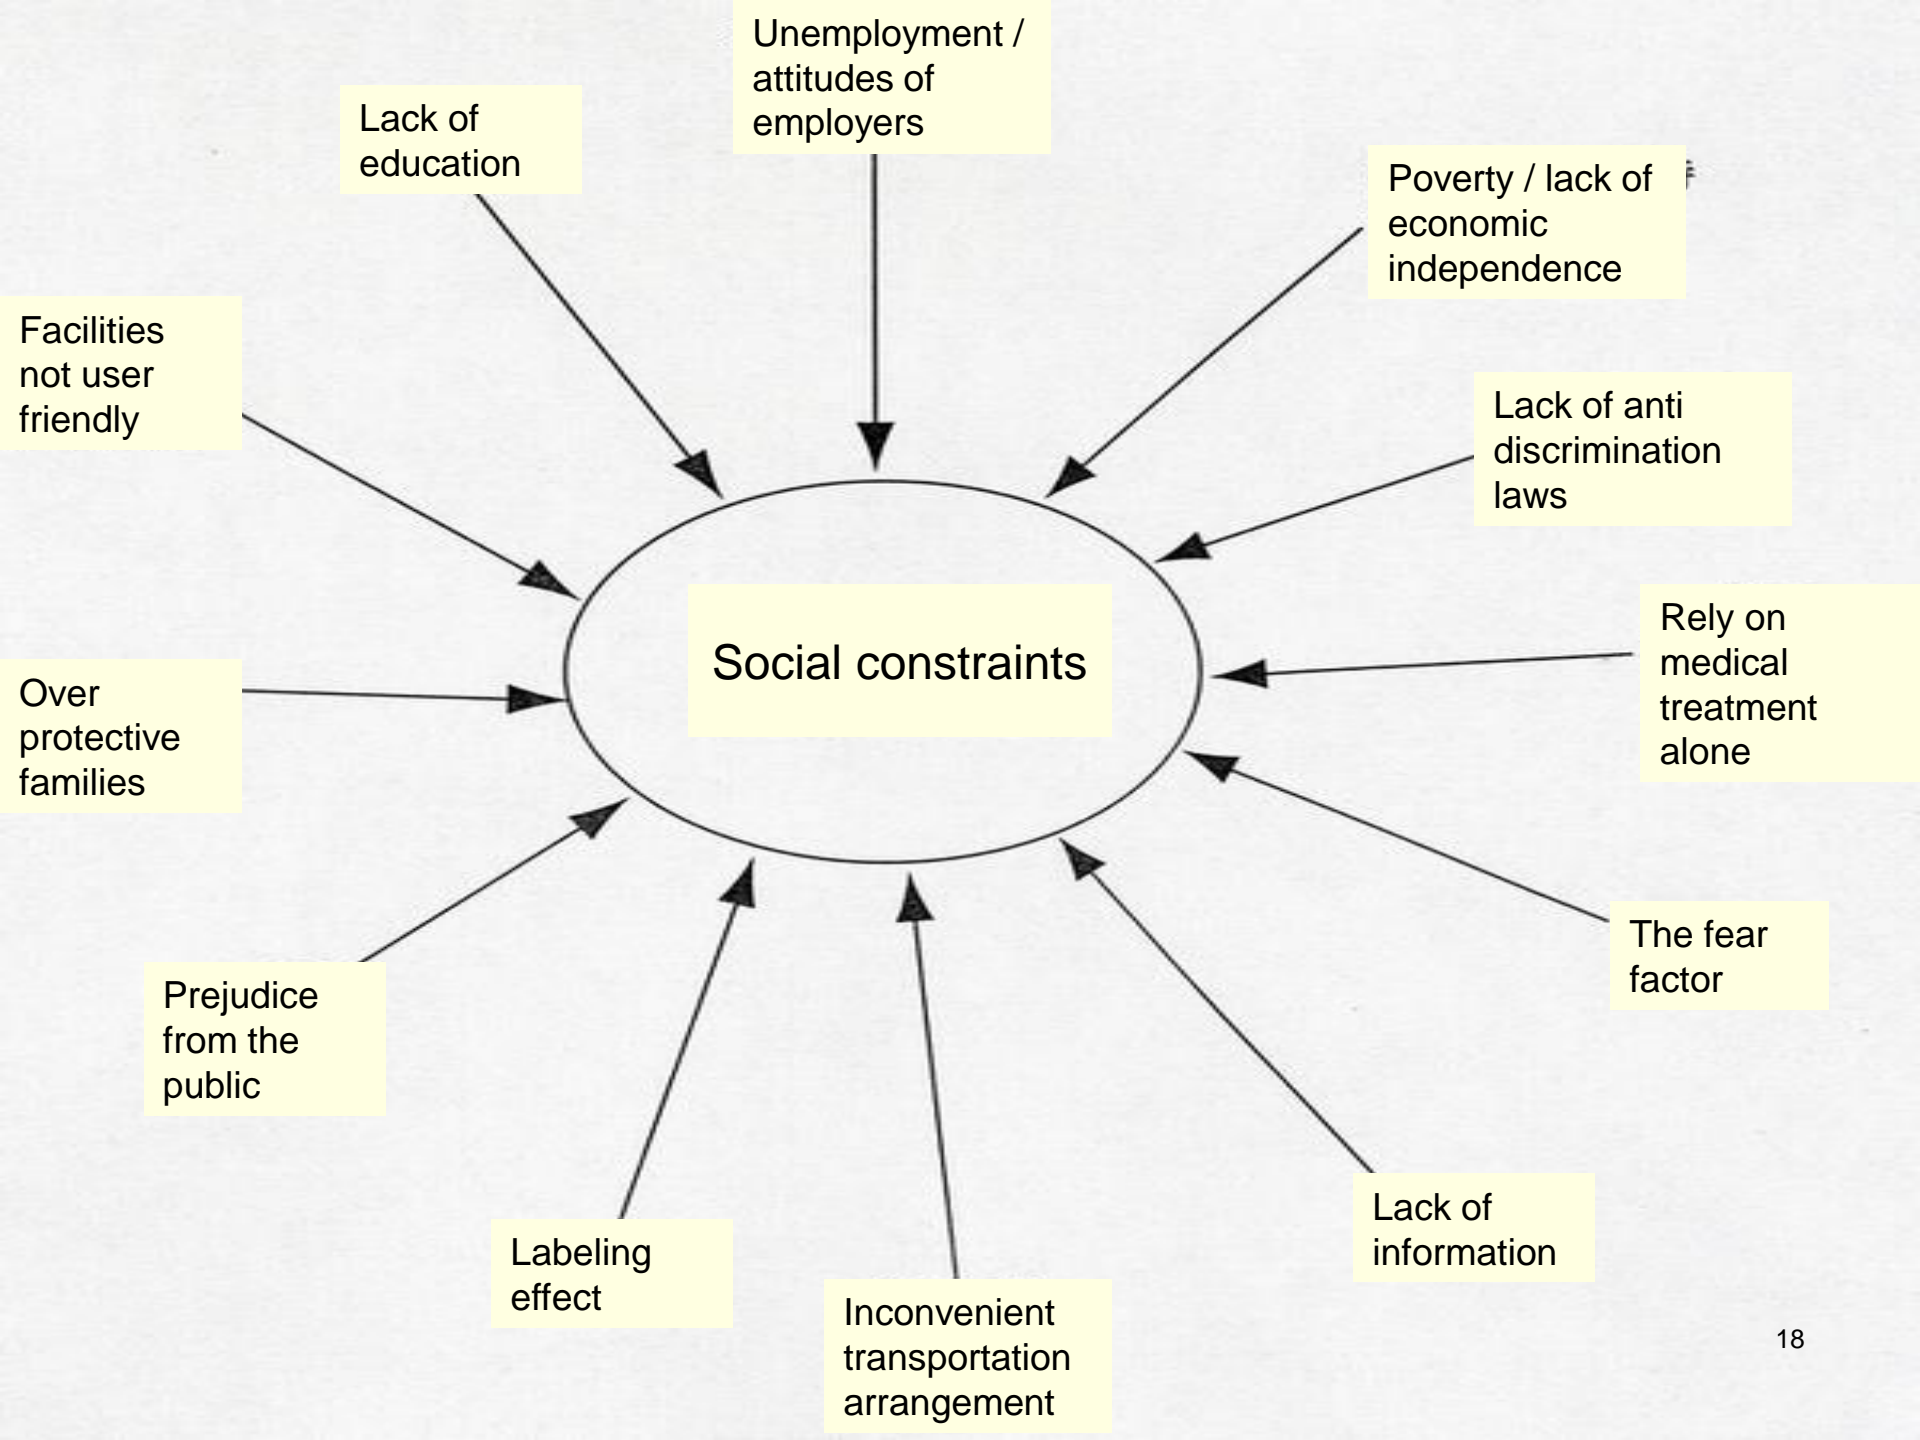 Unemployment /
attitudes of
employers
Lack of
education
Poverty / lack of
economic
independence
Facilities
not user
friendly
Lack of anti
discrimination
laws
Social constraints
Rely on
medical
treatment
alone
Over
protective
families
The fear
factor
Prejudice
from the
public
Lack of
information
Labeling
effect
Inconvenient
transportation
arrangement
18